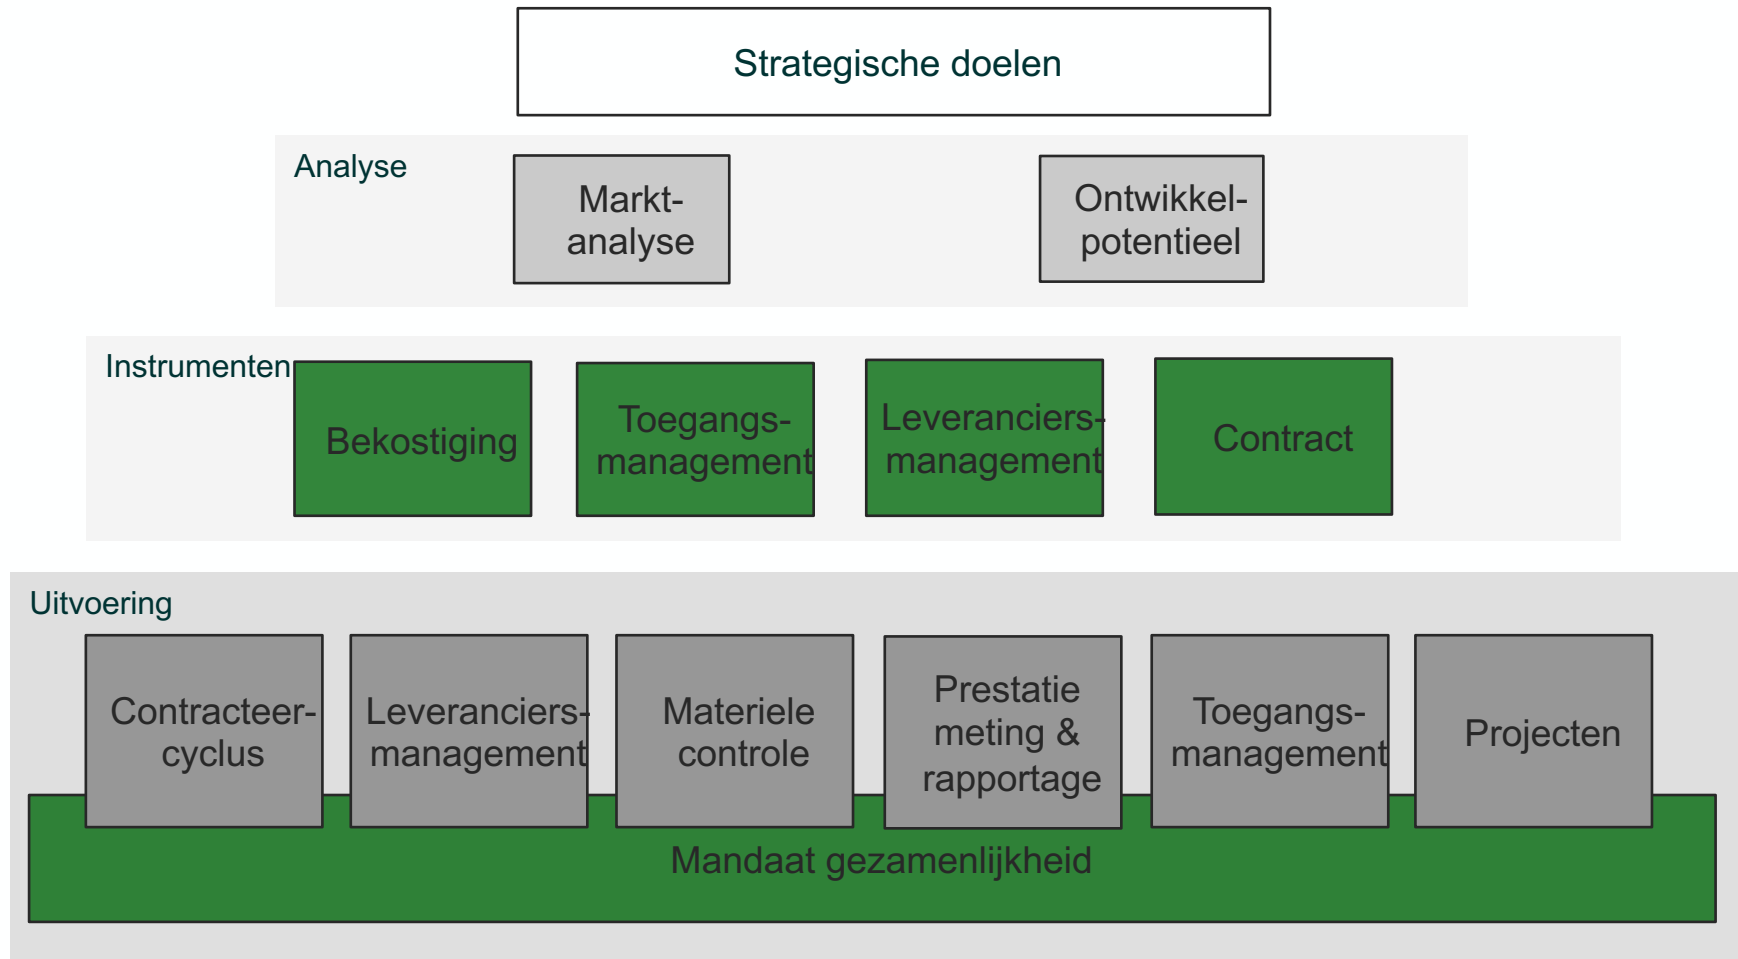 Strategische doelen
Analyse
Markt-
analyse
Ontwikkel-
potentieel
Instrumenten
Bekostiging
Toegangs-
management
Leveranciers-
management
Contract
Uitvoering
Contracteer-
cyclus
Leveranciers-
management
Materiele
controle
Prestatie
meting &
rapportage
Toegangs-
management
Projecten
Mandaat gezamenlijkheid